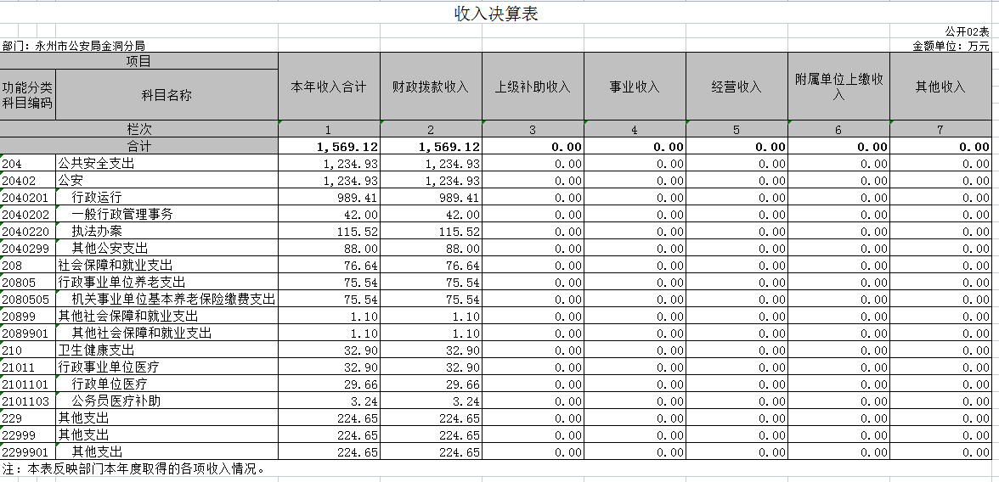 收入决算表
公开02表
部门：永州市公安局金洞分局 金额单位：万元
项目 本年收入合计 财政拨款收入 上级补助收入 事业收入 经营收入 附属单位上缴收入 其他收入
功能分类科目编码 科目名称
栏次 1 2 3 4 5 6 7
合计 1,569.12 1,569.12 0.00 0.00 0.00 0.00 0.00
204 公共安全支出 1,234.93 1,234.93 0.00 0.00 0.00 0.00 0.00
20402 公安 1,234.93 1,234.93 0.00 0.00 0.00 0.00 0.00
2040201 行政运行 989.41 989.41 0.00 0.00 0.00 0.00 0.00
2040202 一般行政管理事务 42.00 42.00 0.00 0.00 0.00 0.00 0.00
2040220 执法办案 115.52 115.52 0.00 0.00 0.00 0.00 0.00
2040299 其他公安支出 88.00 88.00 0.00 0.00 0.00 0.00 0.00
208 社会保障和就业支出 76.64 76.64 0.00 0.00 0.00 0.00 0.00
20805 行政事业单位养老支出 75.54 75.54 0.00 0.00 0.00 0.00 0.00
2080505 机关事业单位基本养老保险缴费支出 75.54 75.54 0.00 0.00 0.00 0.00 0.00
20899 其他社会保障和就业支出 1.10 1.10 0.00 0.00 0.00 0.00 0.00
2089901 其他社会保障和就业支出 1.10 1.10 0.00 0.00 0.00 0.00 0.00
210 卫生健康支出 32.90 32.90 0.00 0.00 0.00 0.00 0.00
21011 行政事业单位医疗 32.90 32.90 0.00 0.00 0.00 0.00 0.00
2101101 行政单位医疗 29.66 29.66 0.00 0.00 0.00 0.00 0.00
2101103 公务员医疗补助 3.24 3.24 0.00 0.00 0.00 0.00 0.00
229 其他支出 224.65 224.65 0.00 0.00 0.00 0.00 0.00
22999 其他支出 224.65 224.65 0.00 0.00 0.00 0.00 0.00
2299901 其他支出 224.65 224.65 0.00 0.00 0.00 0.00 0.00
注：本表反映部门本年度取得的各项收入情况。